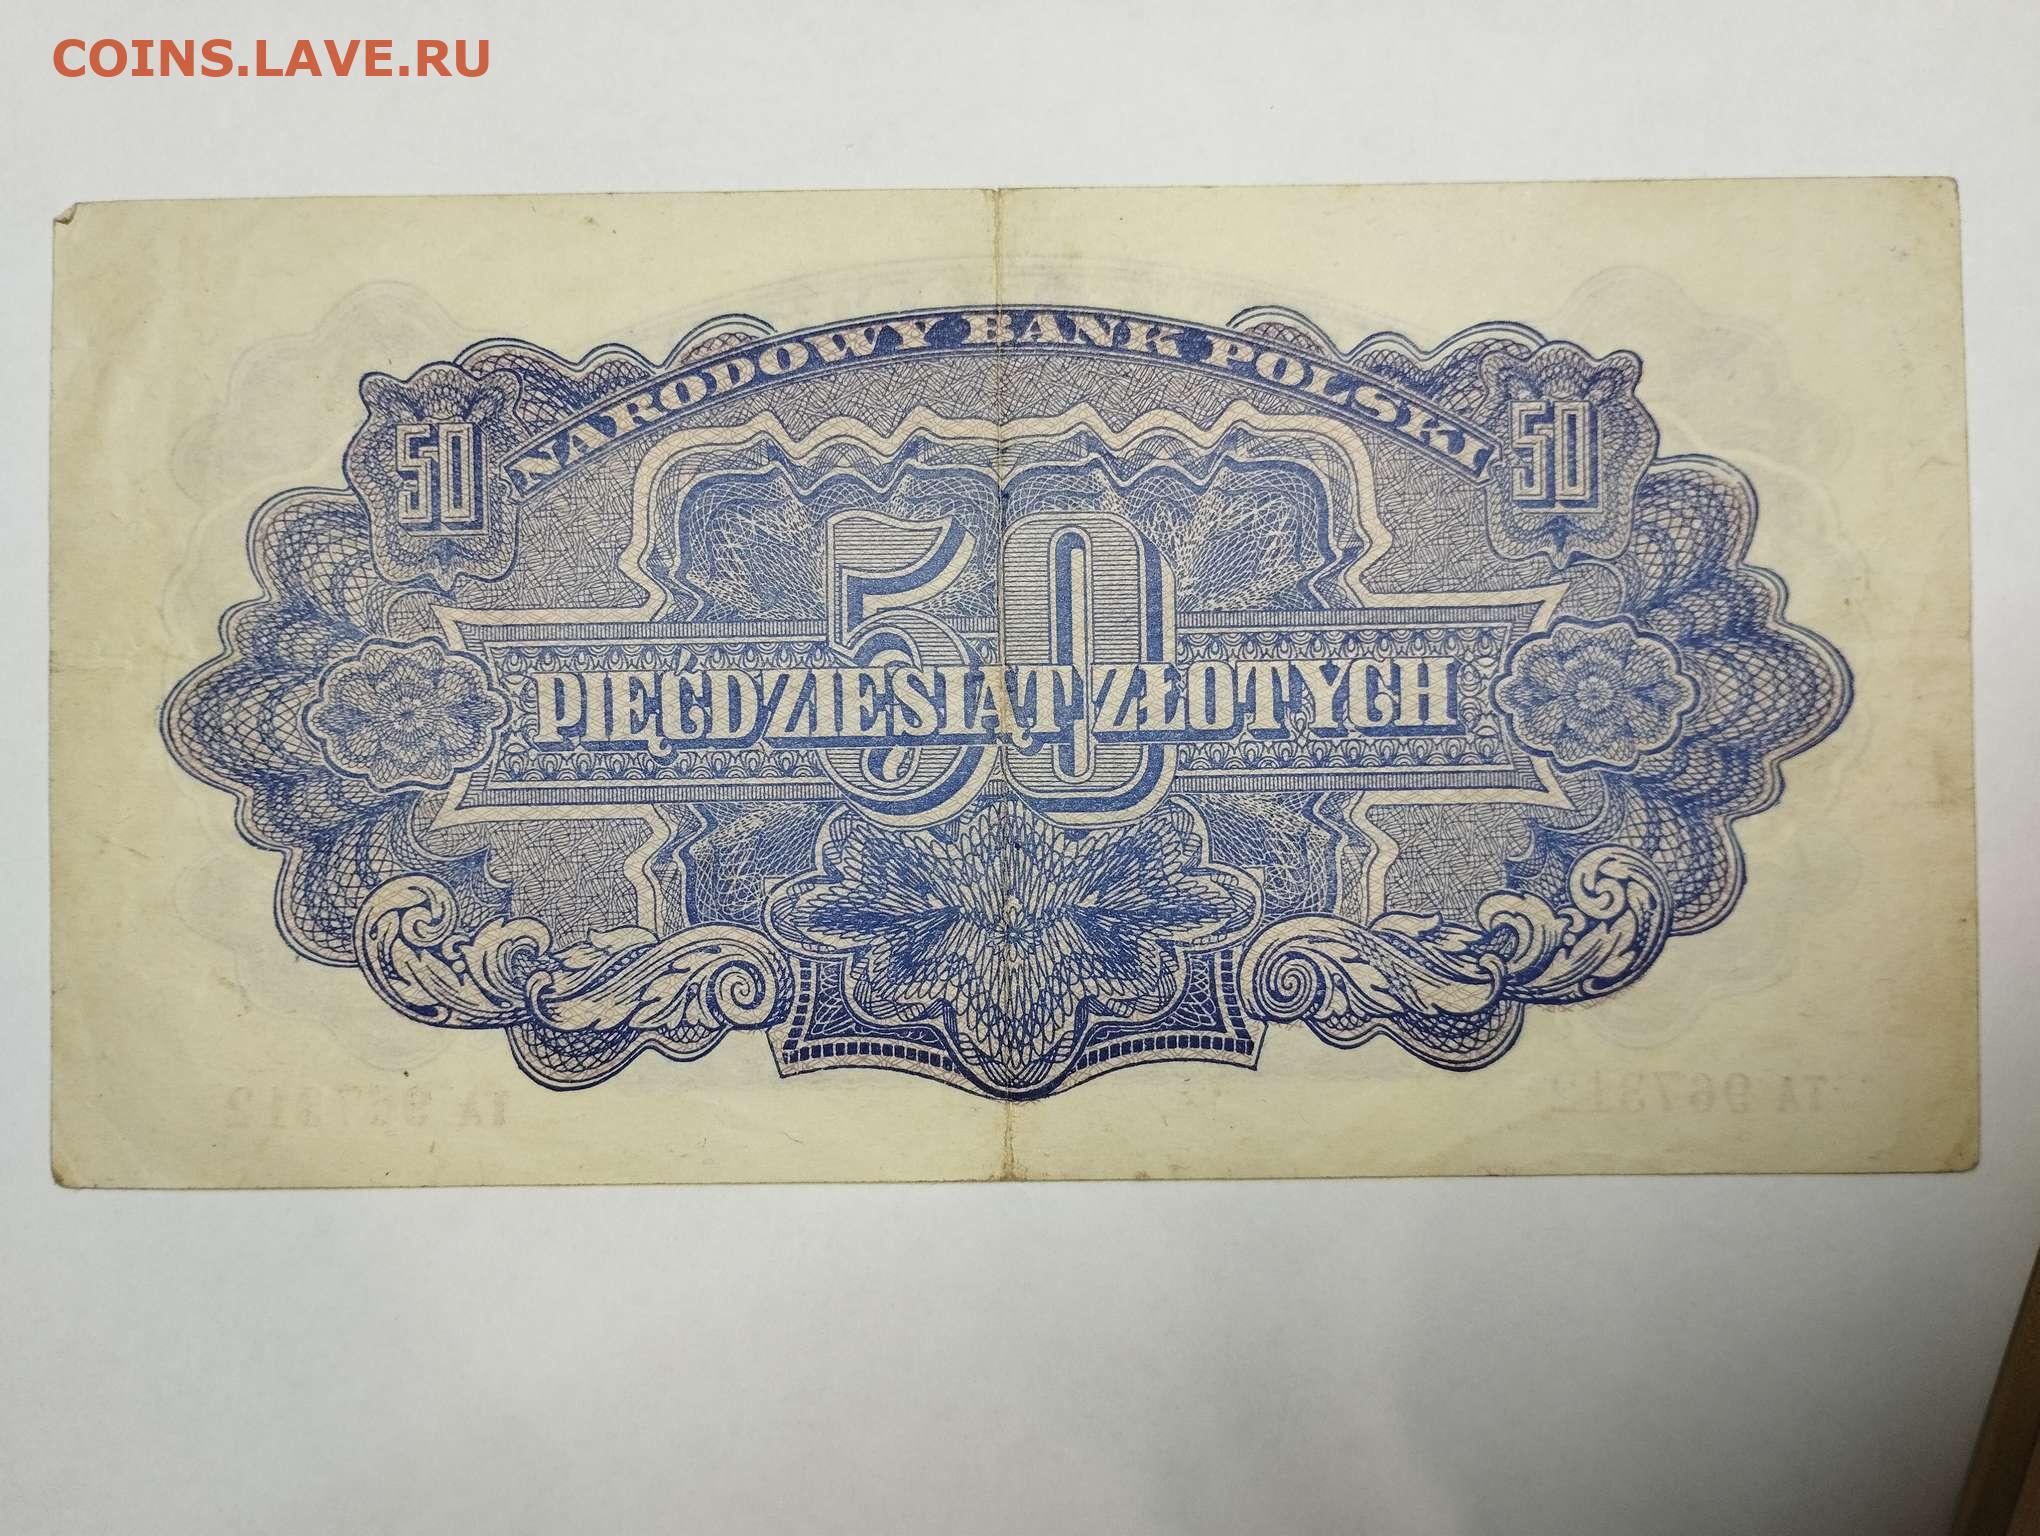 COINS.LAVE.RU
NARODOWY BANK POLSKI
50
50
50
PIĘĆDZIESIĄT ZŁOTYCH